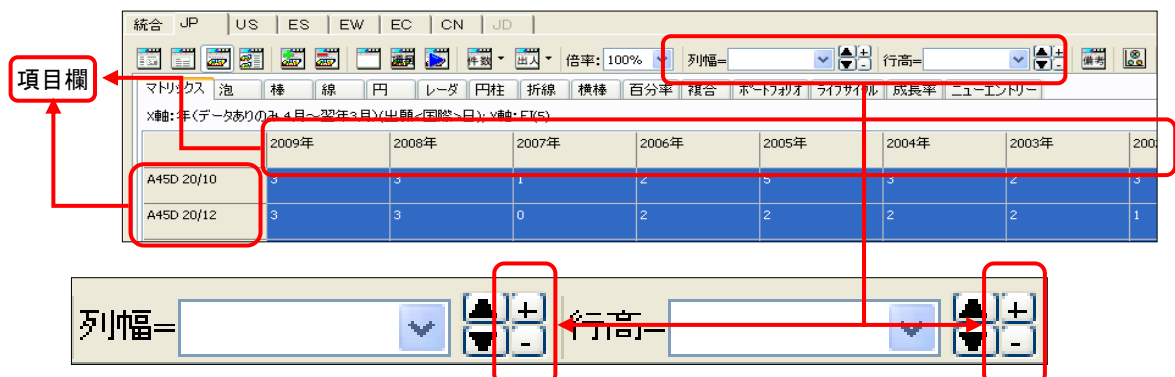 統合 JP US ES EW EC CN JD
選択 件数 出人 倍率: 100% 列幅= 行高= 備考
項目欄
マトリックス 泡 棒 線 円 レーダ 円柱 折線 横棒 百分率 複合 ポートフォリオ ライフサイクル 成長率 ニューエントリー
X軸: 年(データありのみ 4月～翌年3月)(出願<国際>日); Y軸: FI(5)
2009年 2008年 2007年 2006年 2005年 2004年 2003年
A45D 20/10 3 3 1 2 5 3 2 3
A45D 20/12 3 3 0 2 2 2 2 1
列幅= + - 行高= + -